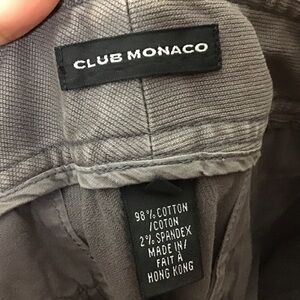 CLUB MONACO
98% COTTON
/COTON
2% SPANDEX
MADE IN/
FAIT À
HONG KONG